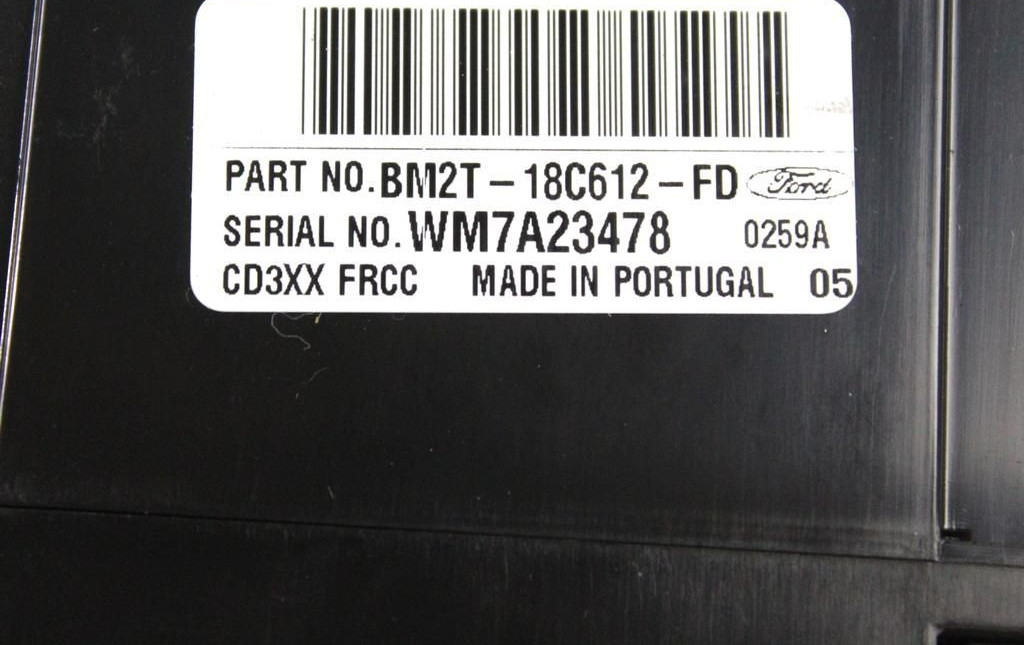 PART NO. BM2T-18C612-FD Ford
SERIAL NO. WM7A23478 0259A
CD3XX FRCC MADE IN PORTUGAL 05